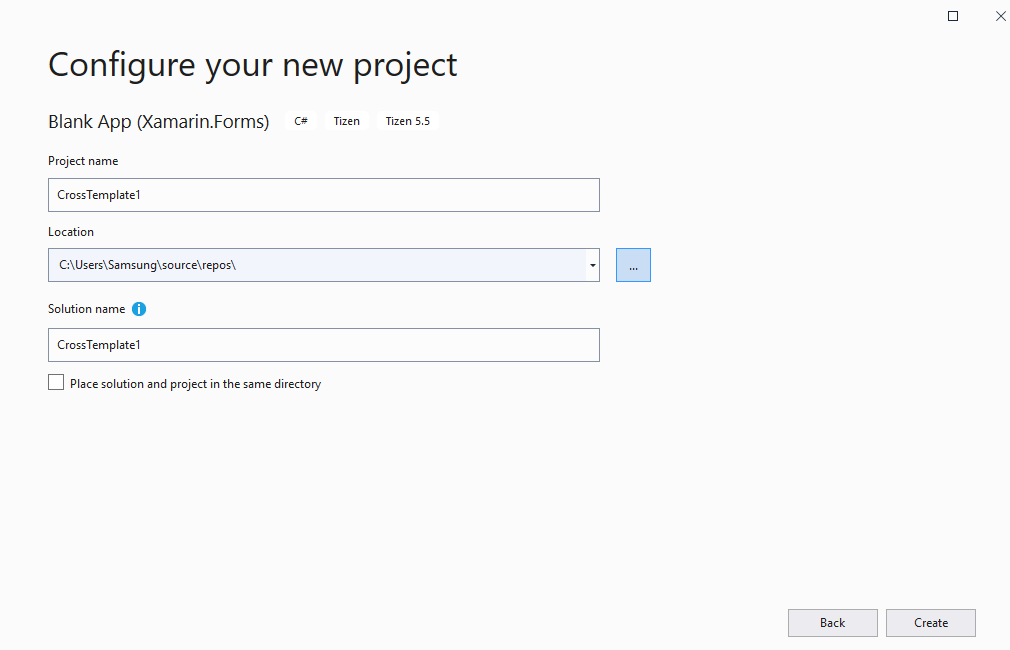 Configure your new project
Blank App (Xamarin.Forms) C# Tizen Tizen 5.5
Project name
CrossTemplate1
Location
C:\Users\Samsung\source\repos\
...
Solution name
CrossTemplate1
Place solution and project in the same directory
Back Create